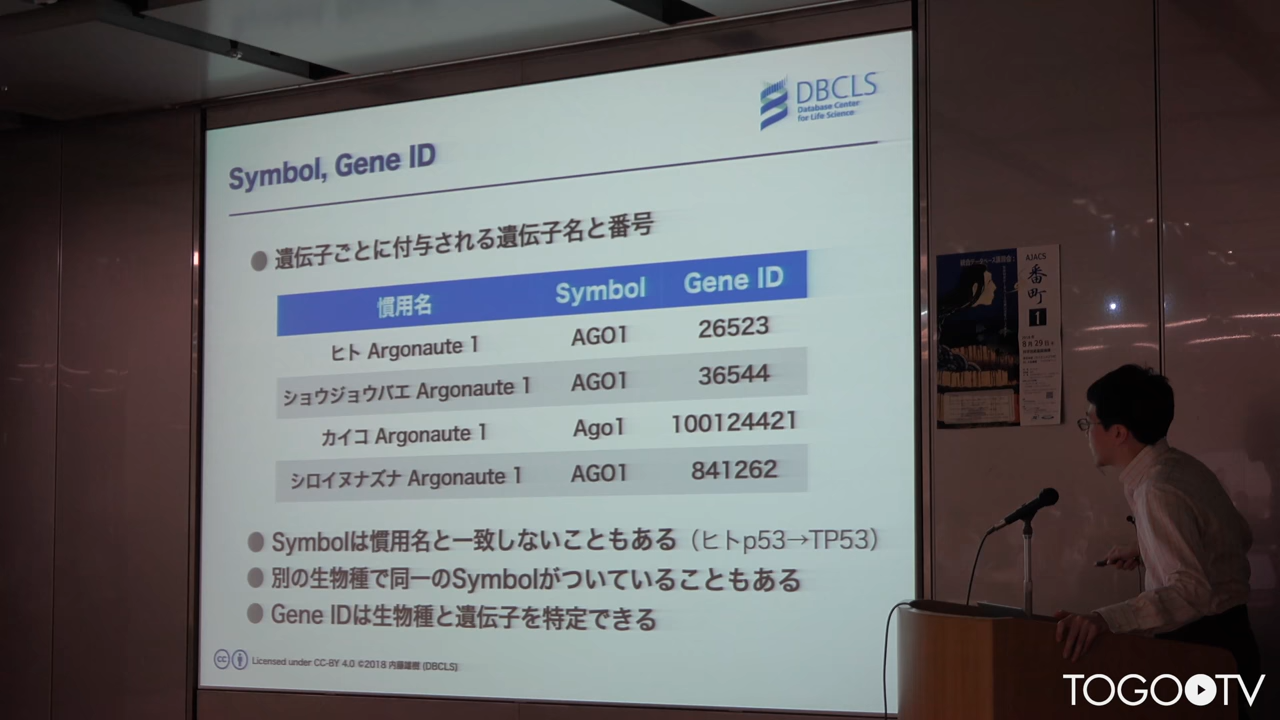 DBCLS
Database Center
for Life Science
Symbol, Gene ID
遺伝子ごとに付与される遺伝子名と番号
慣用名 Symbol Gene ID
ヒト Argonaute 1 AGO1 26523
ショウジョウバエ Argonaute 1 AGO1 36544
カイコ Argonaute 1 Ago1 100124421
シロイヌナズナ Argonaute 1 AGO1 841262
Symbolは慣用名と一致しないこともある（ヒトp53→TP53）
別の生物種で同一のSymbolがついていることもある
Gene IDは生物種と遺伝子を特定できる
cc Licensed under CC-BY 4.0 ©2018 内藤雄樹 (DBCLS)
AJACS
番町
1
8月29日
TOGOTV